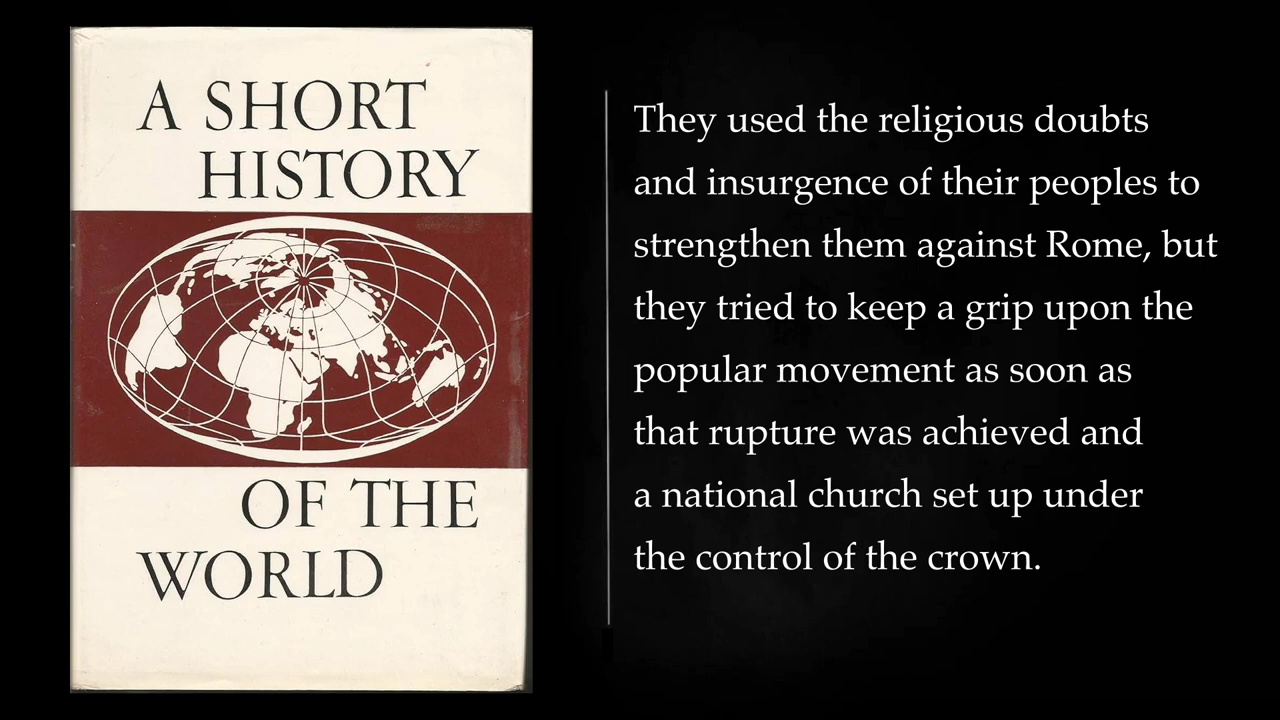 A SHORT
HISTORY
OF THE
WORLD
They used the religious doubts
and insurgence of their peoples to
strengthen them against Rome, but
they tried to keep a grip upon the
popular movement as soon as
that rupture was achieved and
a national church set up under
the control of the crown.